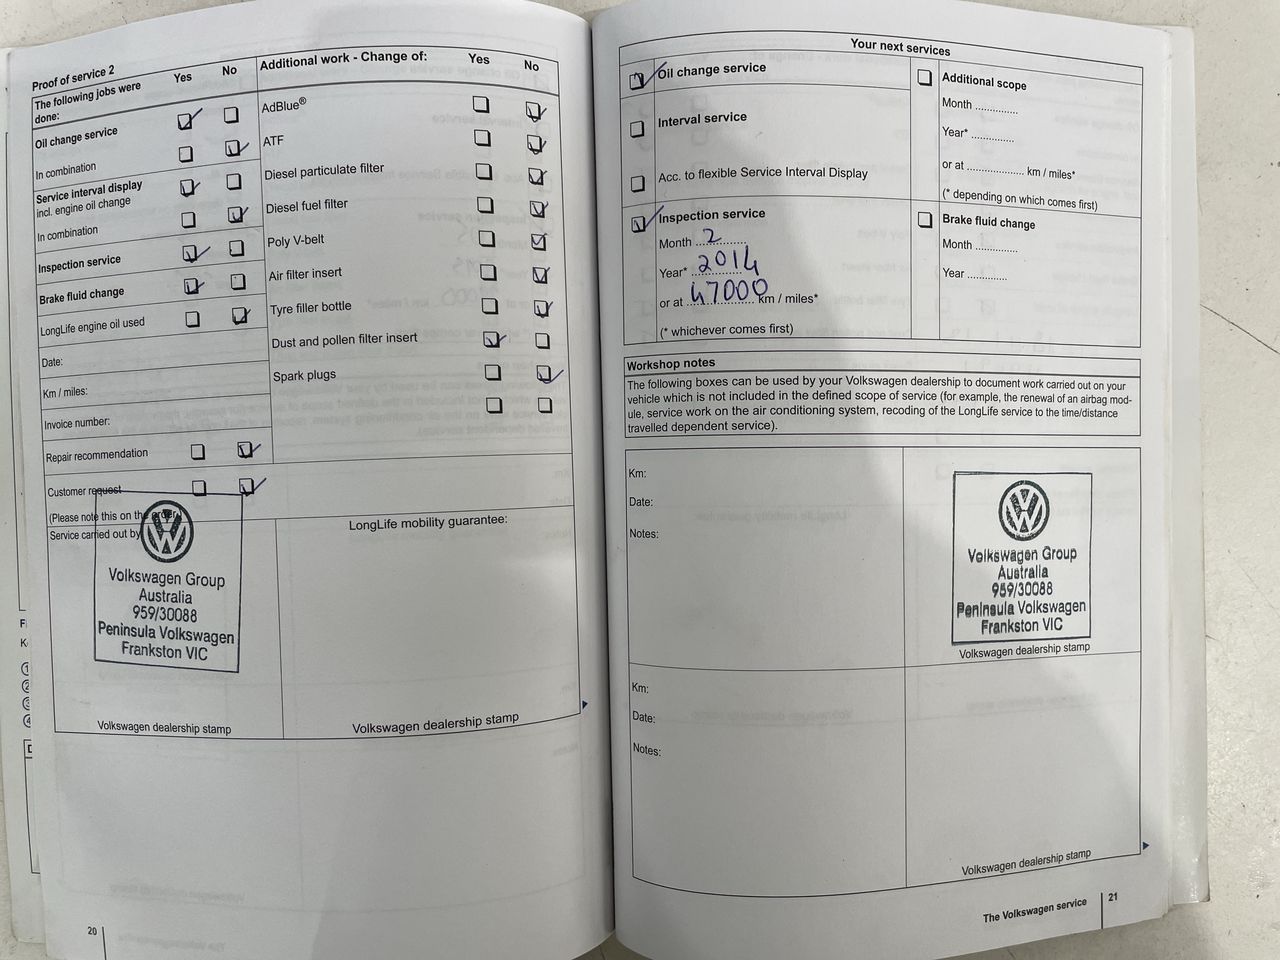 Proof of service 2
Yes No
The following jobs were
done:
Oil change service
In combination
Service interval display
incl. engine oil change
In combination
Inspection service
Brake fluid change
LongLife engine oil used
Date:
Km / miles:
Invoice number:
Repair recommendation
Customer request
(Please note this on the order)
Service carried out by
Volkswagen Group
Australia
959/30088
Peninsula Volkswagen
Frankston VIC
Volkswagen dealership stamp
Additional work - Change of: Yes No
AdBlue®
ATF
Diesel particulate filter
Diesel fuel filter
Poly V-belt
Air filter insert
Tyre filler bottle
Dust and pollen filter insert
Spark plugs
LongLife mobility guarantee:
Volkswagen dealership stamp
20
Your next services
Oil change service
Interval service
Acc. to flexible Service Interval Display
Inspection service
Month 2
Year* 2014
or at 47000 km / miles*
(* whichever comes first)
Additional scope
Month ...............
Year* ...............
or at .................... km / miles*
(* depending on which comes first)
Brake fluid change
Month ...............
Year ..............
Workshop notes
The following boxes can be used by your Volkswagen dealership to document work carried out on your
vehicle which is not included in the defined scope of service (for example, the renewal of an airbag mod-
ule, service work on the air conditioning system, recoding of the LongLife service to the time/distance
travelled dependent service).
Km:
Date:
Notes:
Volkswagen Group
Australia
959/30088
Peninsula Volkswagen
Frankston VIC
Volkswagen dealership stamp
Km:
Date:
Notes:
Volkswagen dealership stamp
The Volkswagen service 21